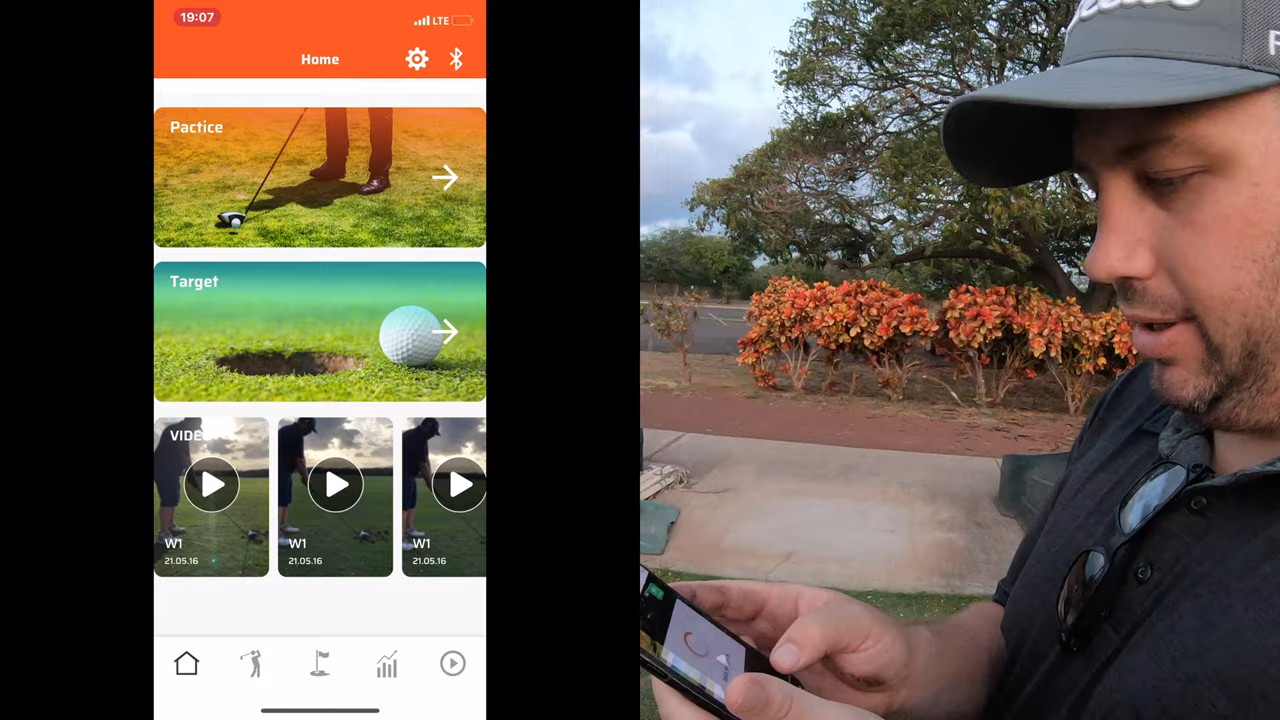 19:07
LTE
Home
Pactice
Target
VIDE
W1
21.05.16
W1
21.05.16
W1
21.05.16